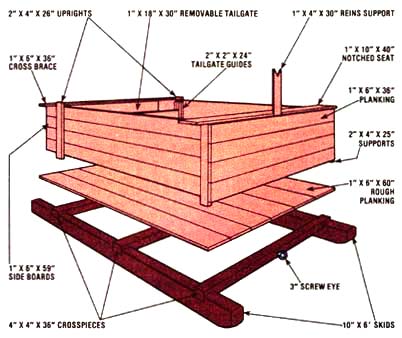 2" X 4" X 26" UPRIGHTS
1" X 18" X 30" REMOVABLE TAILGATE
1" X 4" X 30" REINS SUPPORT
1" X 6" X 36"
CROSS BRACE
2" X 2" X 24"
TAILGATE GUIDES
1" X 10" X 40"
NOTCHED SEAT
1" X 6" X 36"
PLANKING
2" X 4" X 25"
SUPPORTS
1" X 6" X 60"
ROUGH
PLANKING
1" X 6" X 59"
SIDE BOARDS
3" SCREW EYE
4" X 4" X 36" CROSSPIECES
10" X 6' SKIDS